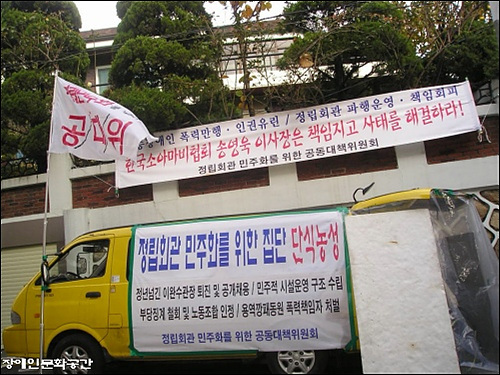 장애인 폭력만행 · 인권유린 / 정립회관 파행운영 · 책임회피
한국소아마비협회 송영욱 이사장은 책임지고 사태를 해결하라!
정립회관 민주화를 위한 공동대책위원회
정립회관 민주화를 위한 집단 단식농성
정년넘긴 이완수관장 퇴진 및 공개채용 / 민주적 시설운영 구조 수립
부당징계 철회 및 노동조합 인정 / 용역깡패동원 폭력책임자 처벌
정립회관 민주화를 위한 공동대책위원회
장애인문화공간